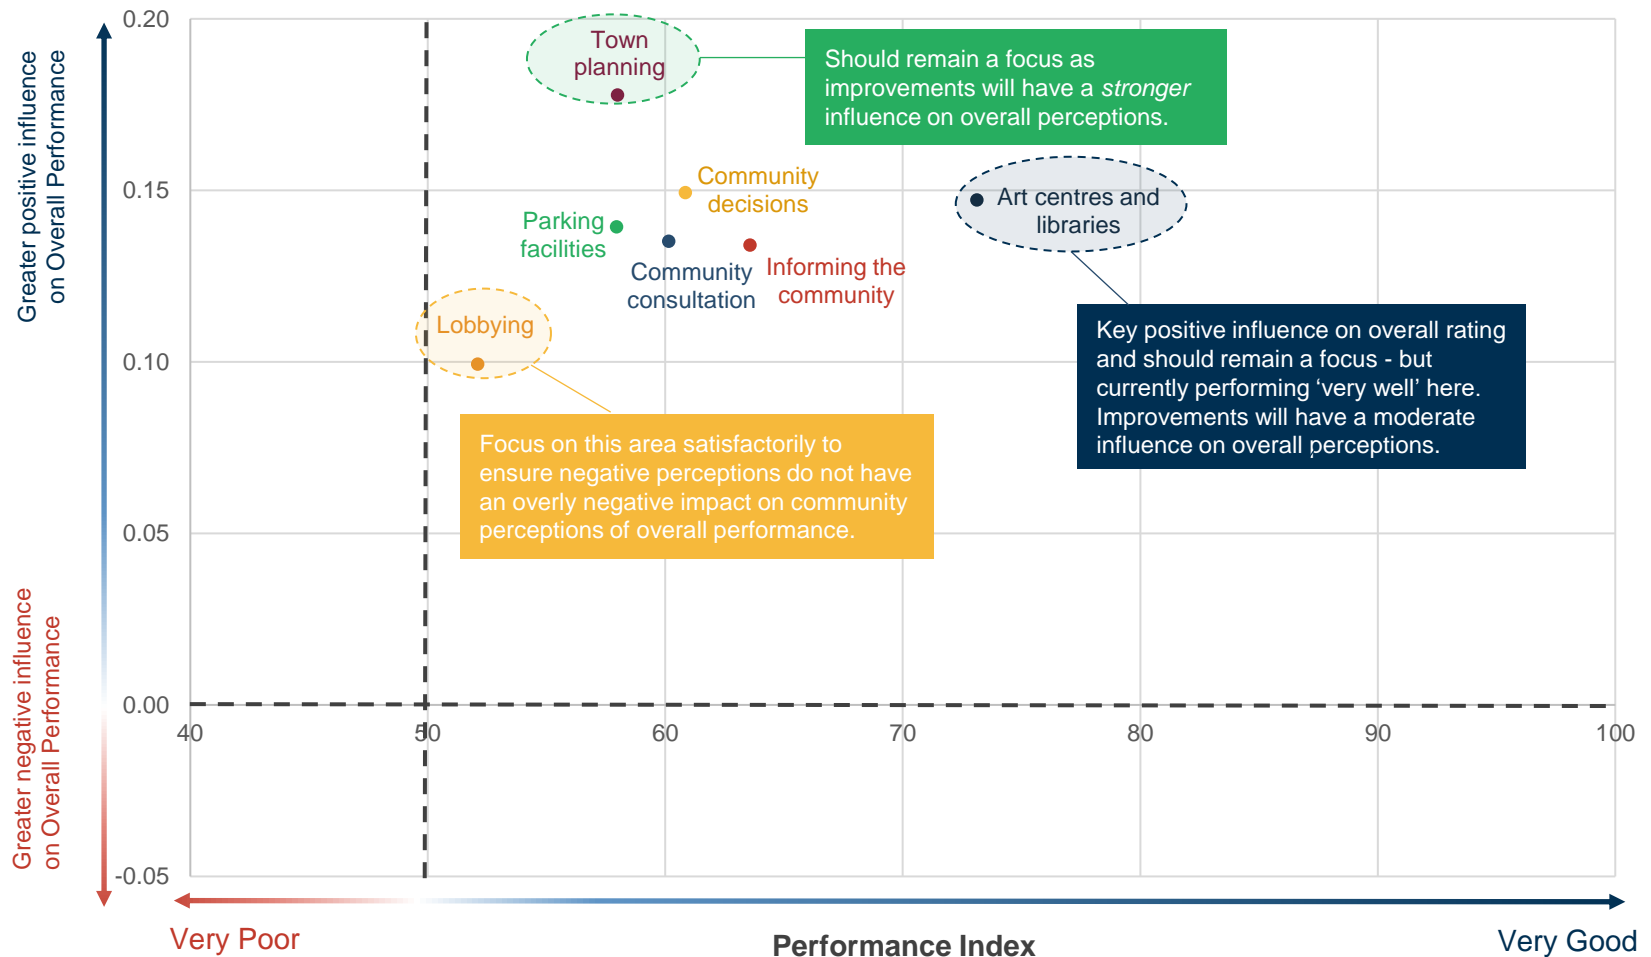 Greater positive influence
on Overall Performance
Greater negative influence
on Overall Performance
0.20
0.15
0.10
0.05
0.00
-0.05
40
50
60
70
80
90
100
Town
planning
Should remain a focus as
improvements will have a stronger
influence on overall perceptions.
Community
decisions
Parking
facilities
Community
consultation
Informing the
community
Art centres and
libraries
Key positive influence on overall rating
and should remain a focus - but
currently performing ‘very well’ here.
Improvements will have a moderate
influence on overall perceptions.
Lobbying
Focus on this area satisfactorily to
ensure negative perceptions do not have
an overly negative impact on community
perceptions of overall performance.
Very Poor
Performance Index
Very Good